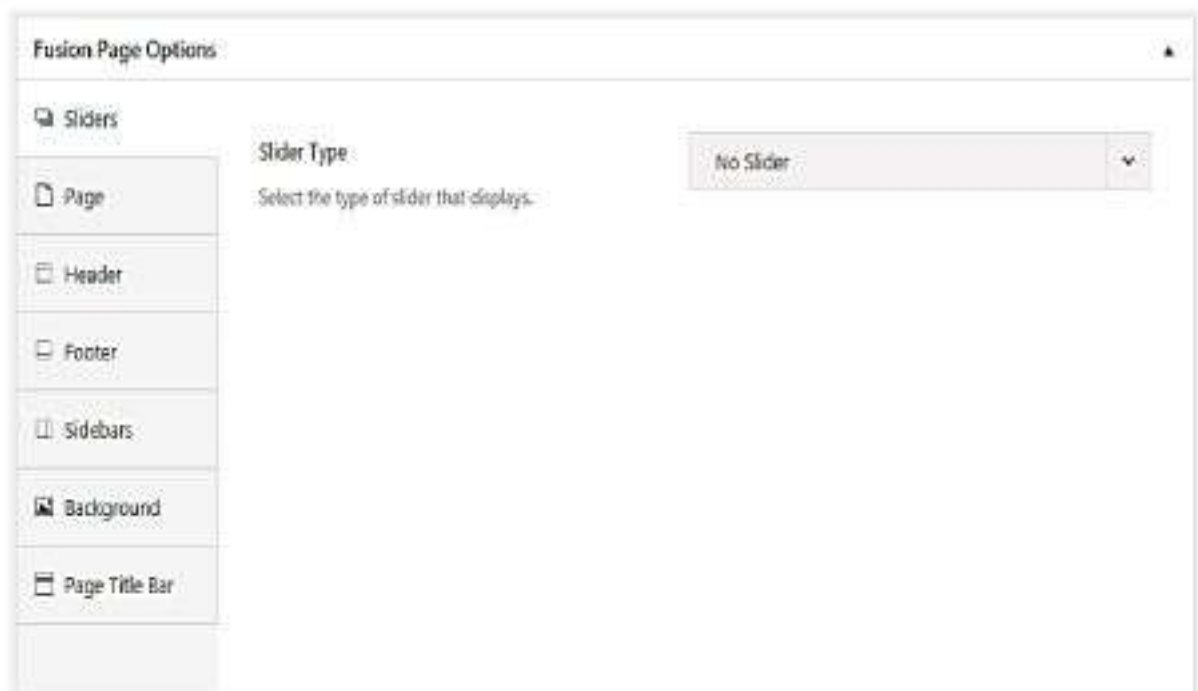 Fusion Page Options
Sliders
Slider Type
No Slider
Select the type of slider that displays.
Page
Header
Footer
Sidebars
Background
Page Title Bar